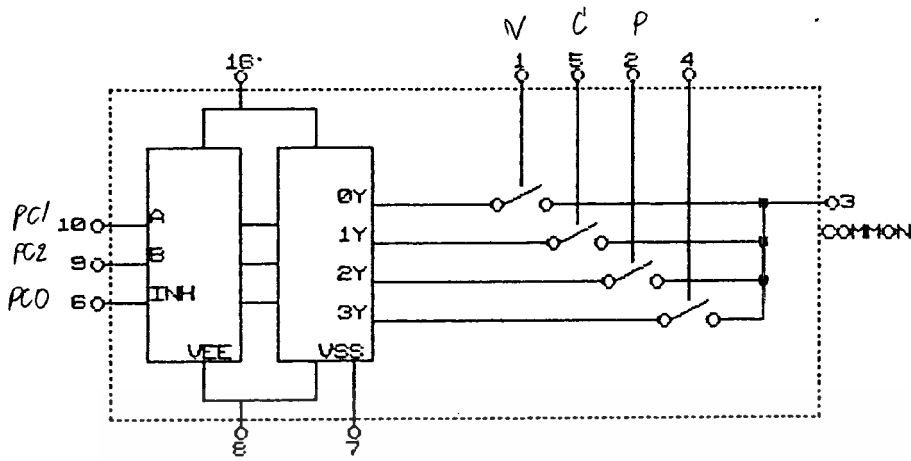 V C P
1 5 2 4
16
0Y
PC1 10 A
3
1Y
COMMON
PC2 9 B
2Y
PC0 6 INH
3Y
VEE VSS
8 7